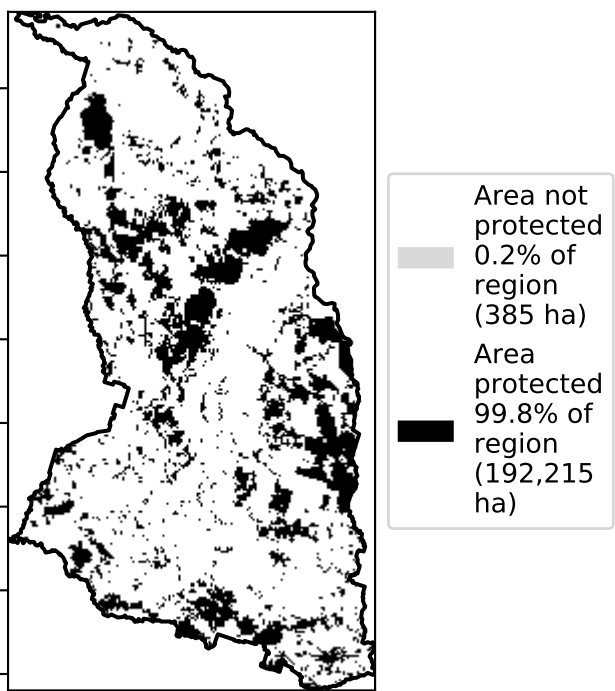 Area not
protected
0.2% of
region
(385 ha)
Area
protected
99.8% of
region
(192,215
ha)